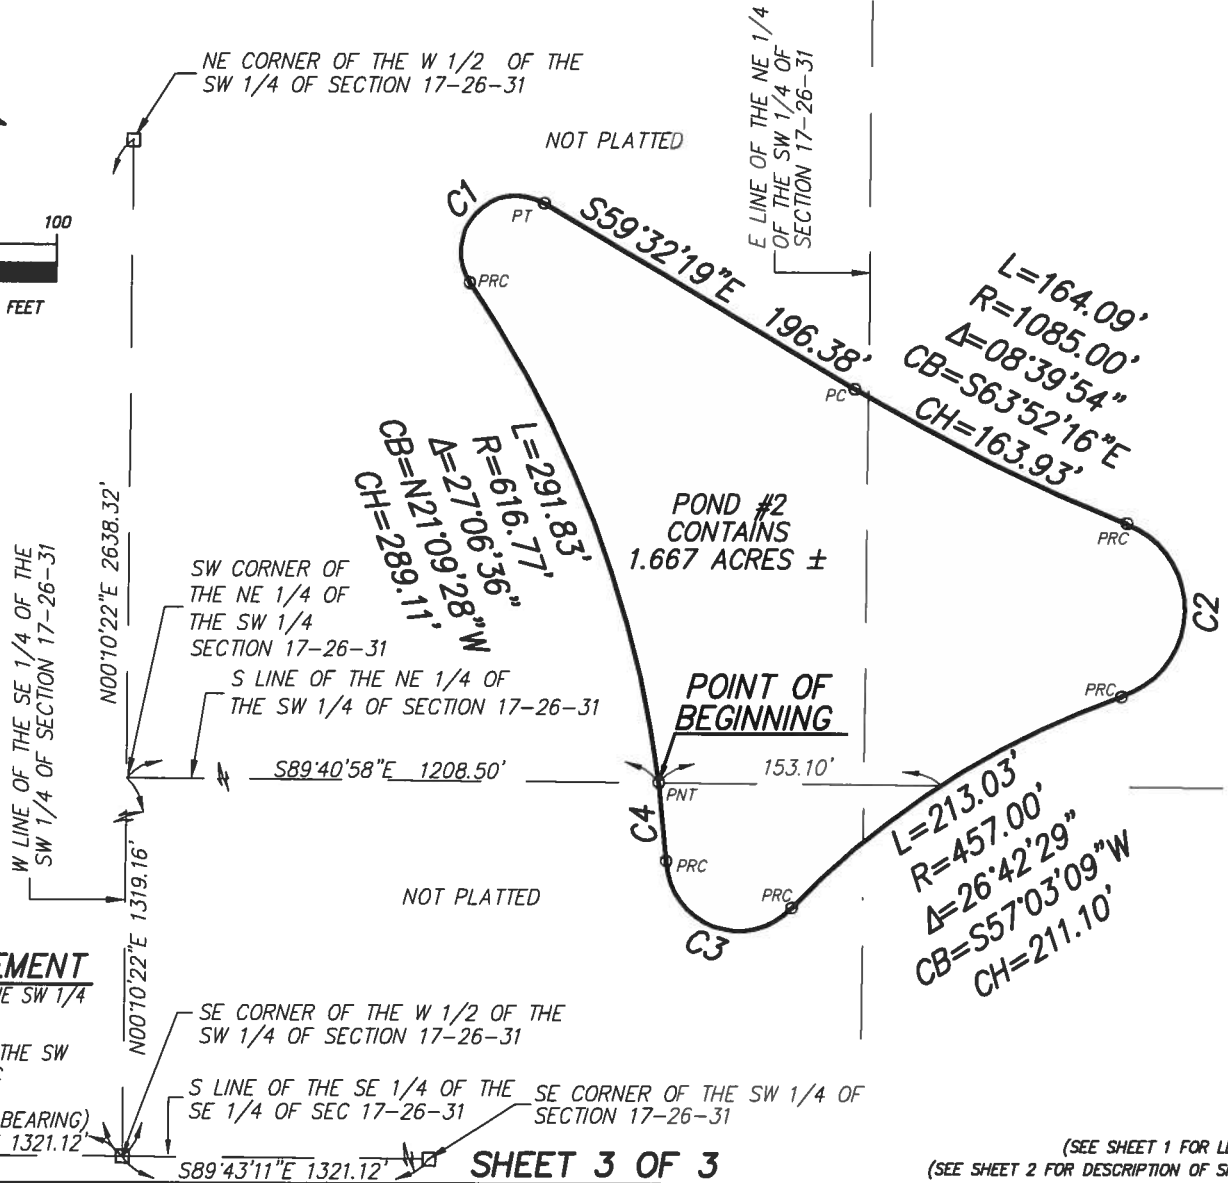 NE CORNER OF THE W 1/2 OF THE
SW 1/4 OF SECTION 17-26-31
NOT PLATTED
E LINE OF THE NE 1/4
OF THE SW 1/4 OF
SECTION 17-26-31
100
FEET
C1
PT
PRC
S59°32'19"E 196.38'
PC
L=164.09'
R=1085.00'
Δ=08°39'54"
CB=S63°52'16"E
CH=163.93'
PRC
C2
PRC
L=291.83'
R=616.77'
Δ=27°06'36"
CB=N21°09'28"W
CH=289.11'
POND #2
CONTAINS
1.667 ACRES ±
N00°10'22"E 2638.32'
W LINE OF THE SE 1/4 OF THE
SW 1/4 OF SECTION 17-26-31
SW CORNER OF
THE NE 1/4 OF
THE SW 1/4
SECTION 17-26-31
S LINE OF THE NE 1/4 OF
THE SW 1/4 OF SECTION 17-26-31
POINT OF
BEGINNING
S89°40'58"E 1208.50'
PNT
153.10'
C4
PRC
PRC
C3
L=213.03'
R=457.00'
Δ=26°42'29"
CB=S57°03'09"W
CH=211.10'
N00°10'22"E 1319.16'
NOT PLATTED
EMENT
E SW 1/4
THE SW
BEARING)
1321.12'
SE CORNER OF THE W 1/2 OF THE
SW 1/4 OF SECTION 17-26-31
S LINE OF THE SE 1/4 OF THE
SE 1/4 OF SEC 17-26-31
SE CORNER OF THE SW 1/4 OF
SECTION 17-26-31
S89°43'11"E 1321.12'
SHEET 3 OF 3
(SEE SHEET 1 FOR L
(SEE SHEET 2 FOR DESCRIPTION OF S